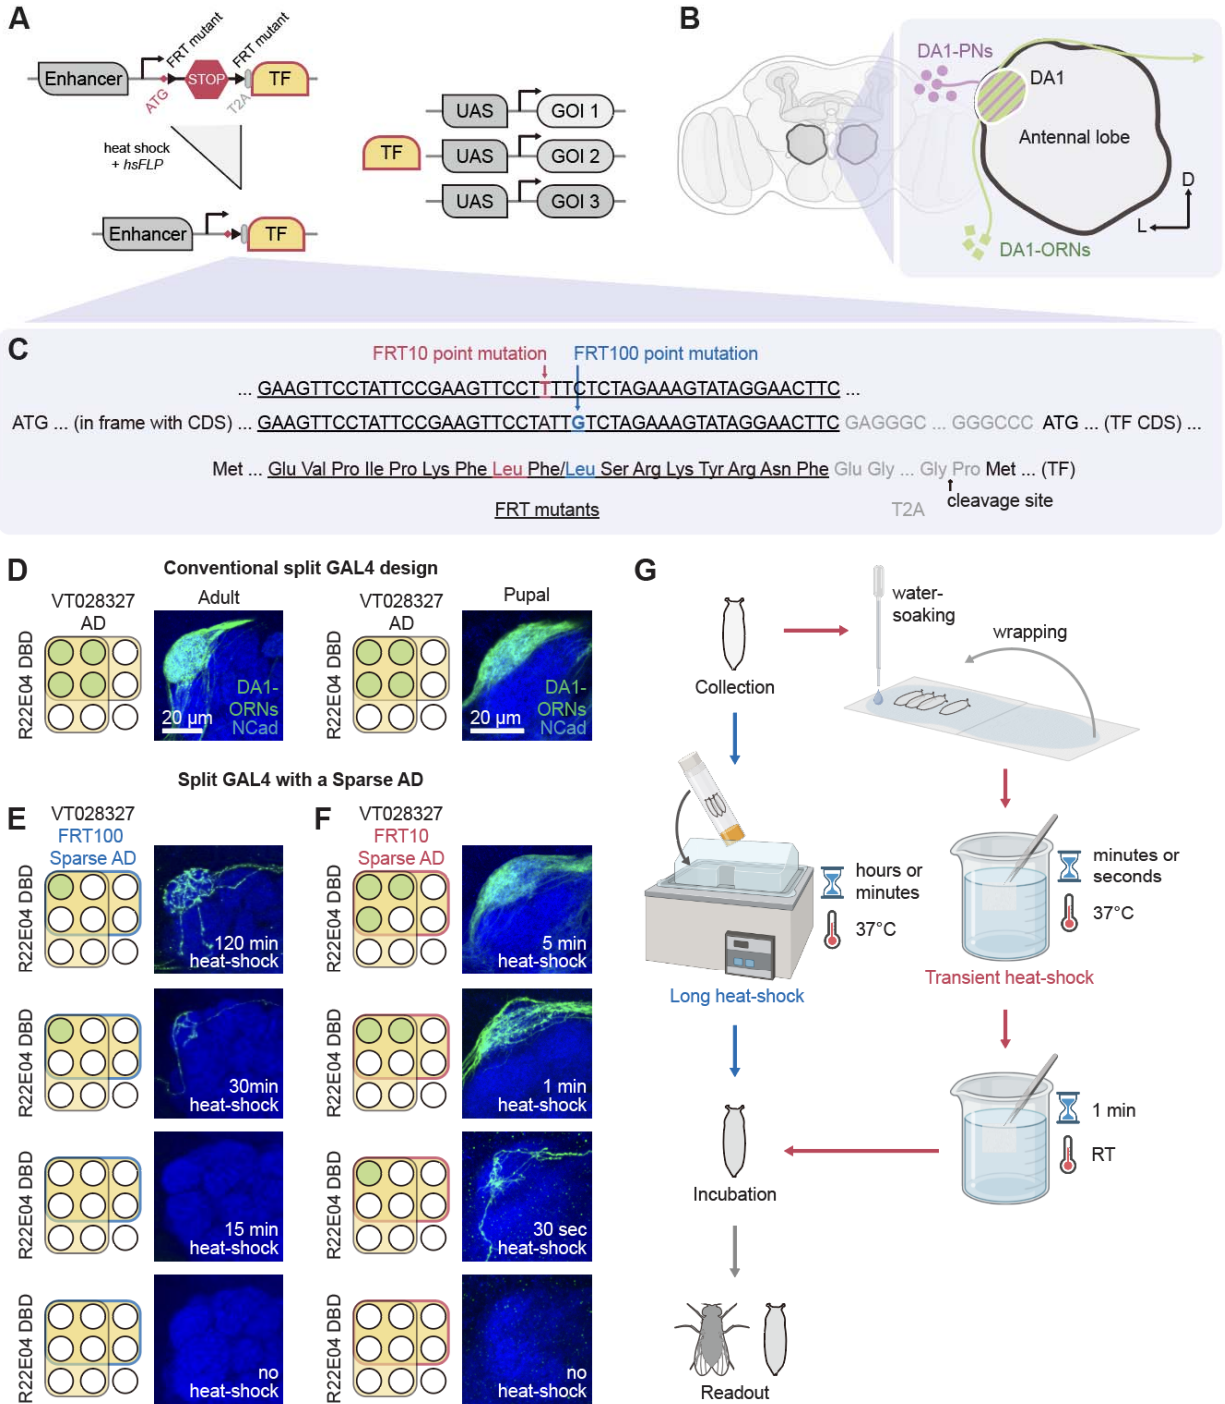 A
FRT mutant
FRT mutant
Enhancer
STOP
TF
ATG
T2A
heat shock
+ hsFLP
Enhancer
TF
UAS
GOI 1
TF
UAS
GOI 2
UAS
GOI 3
B
DA1-PNs
DA1
Antennal lobe
D
L
DA1-ORNs
C
FRT10 point mutation
FRT100 point mutation
... GAAGTTCCTATTCCGAAGTTCCTTTTTCTCTAGAAAGTATAGGAACTTC ...
ATG ... (in frame with CDS) ... GAAGTTCCTATTCCGAAGTTCCTATTGTCTAGAAAGTATAGGAACTTC GAGGGC ... GGGCCC ATG ... (TF CDS) ...
Met ... Glu Val Pro Ile Pro Lys Phe Leu Phe/Leu Ser Arg Lys Tyr Arg Asn Phe Glu Gly ... Gly Pro Met ... (TF)
cleavage site
FRT mutants
T2A
D
Conventional split GAL4 design
VT028327
AD
R22E04 DBD
Adult
DA1-
ORNs
NCad
20 µm
VT028327
AD
R22E04 DBD
Pupal
DA1-
ORNs
NCad
20 µm
Split GAL4 with a Sparse AD
E
VT028327
FRT100
Sparse AD
R22E04 DBD
120 min
heat-shock
R22E04 DBD
30min
heat-shock
R22E04 DBD
15 min
heat-shock
R22E04 DBD
no
heat-shock
F
VT028327
FRT10
Sparse AD
R22E04 DBD
5 min
heat-shock
R22E04 DBD
1 min
heat-shock
R22E04 DBD
30 sec
heat-shock
R22E04 DBD
no
heat-shock
G
Collection
water-
soaking
wrapping
hours or
minutes
37°C
Long heat-shock
minutes or
seconds
37°C
Transient heat-shock
1 min
RT
Incubation
Readout